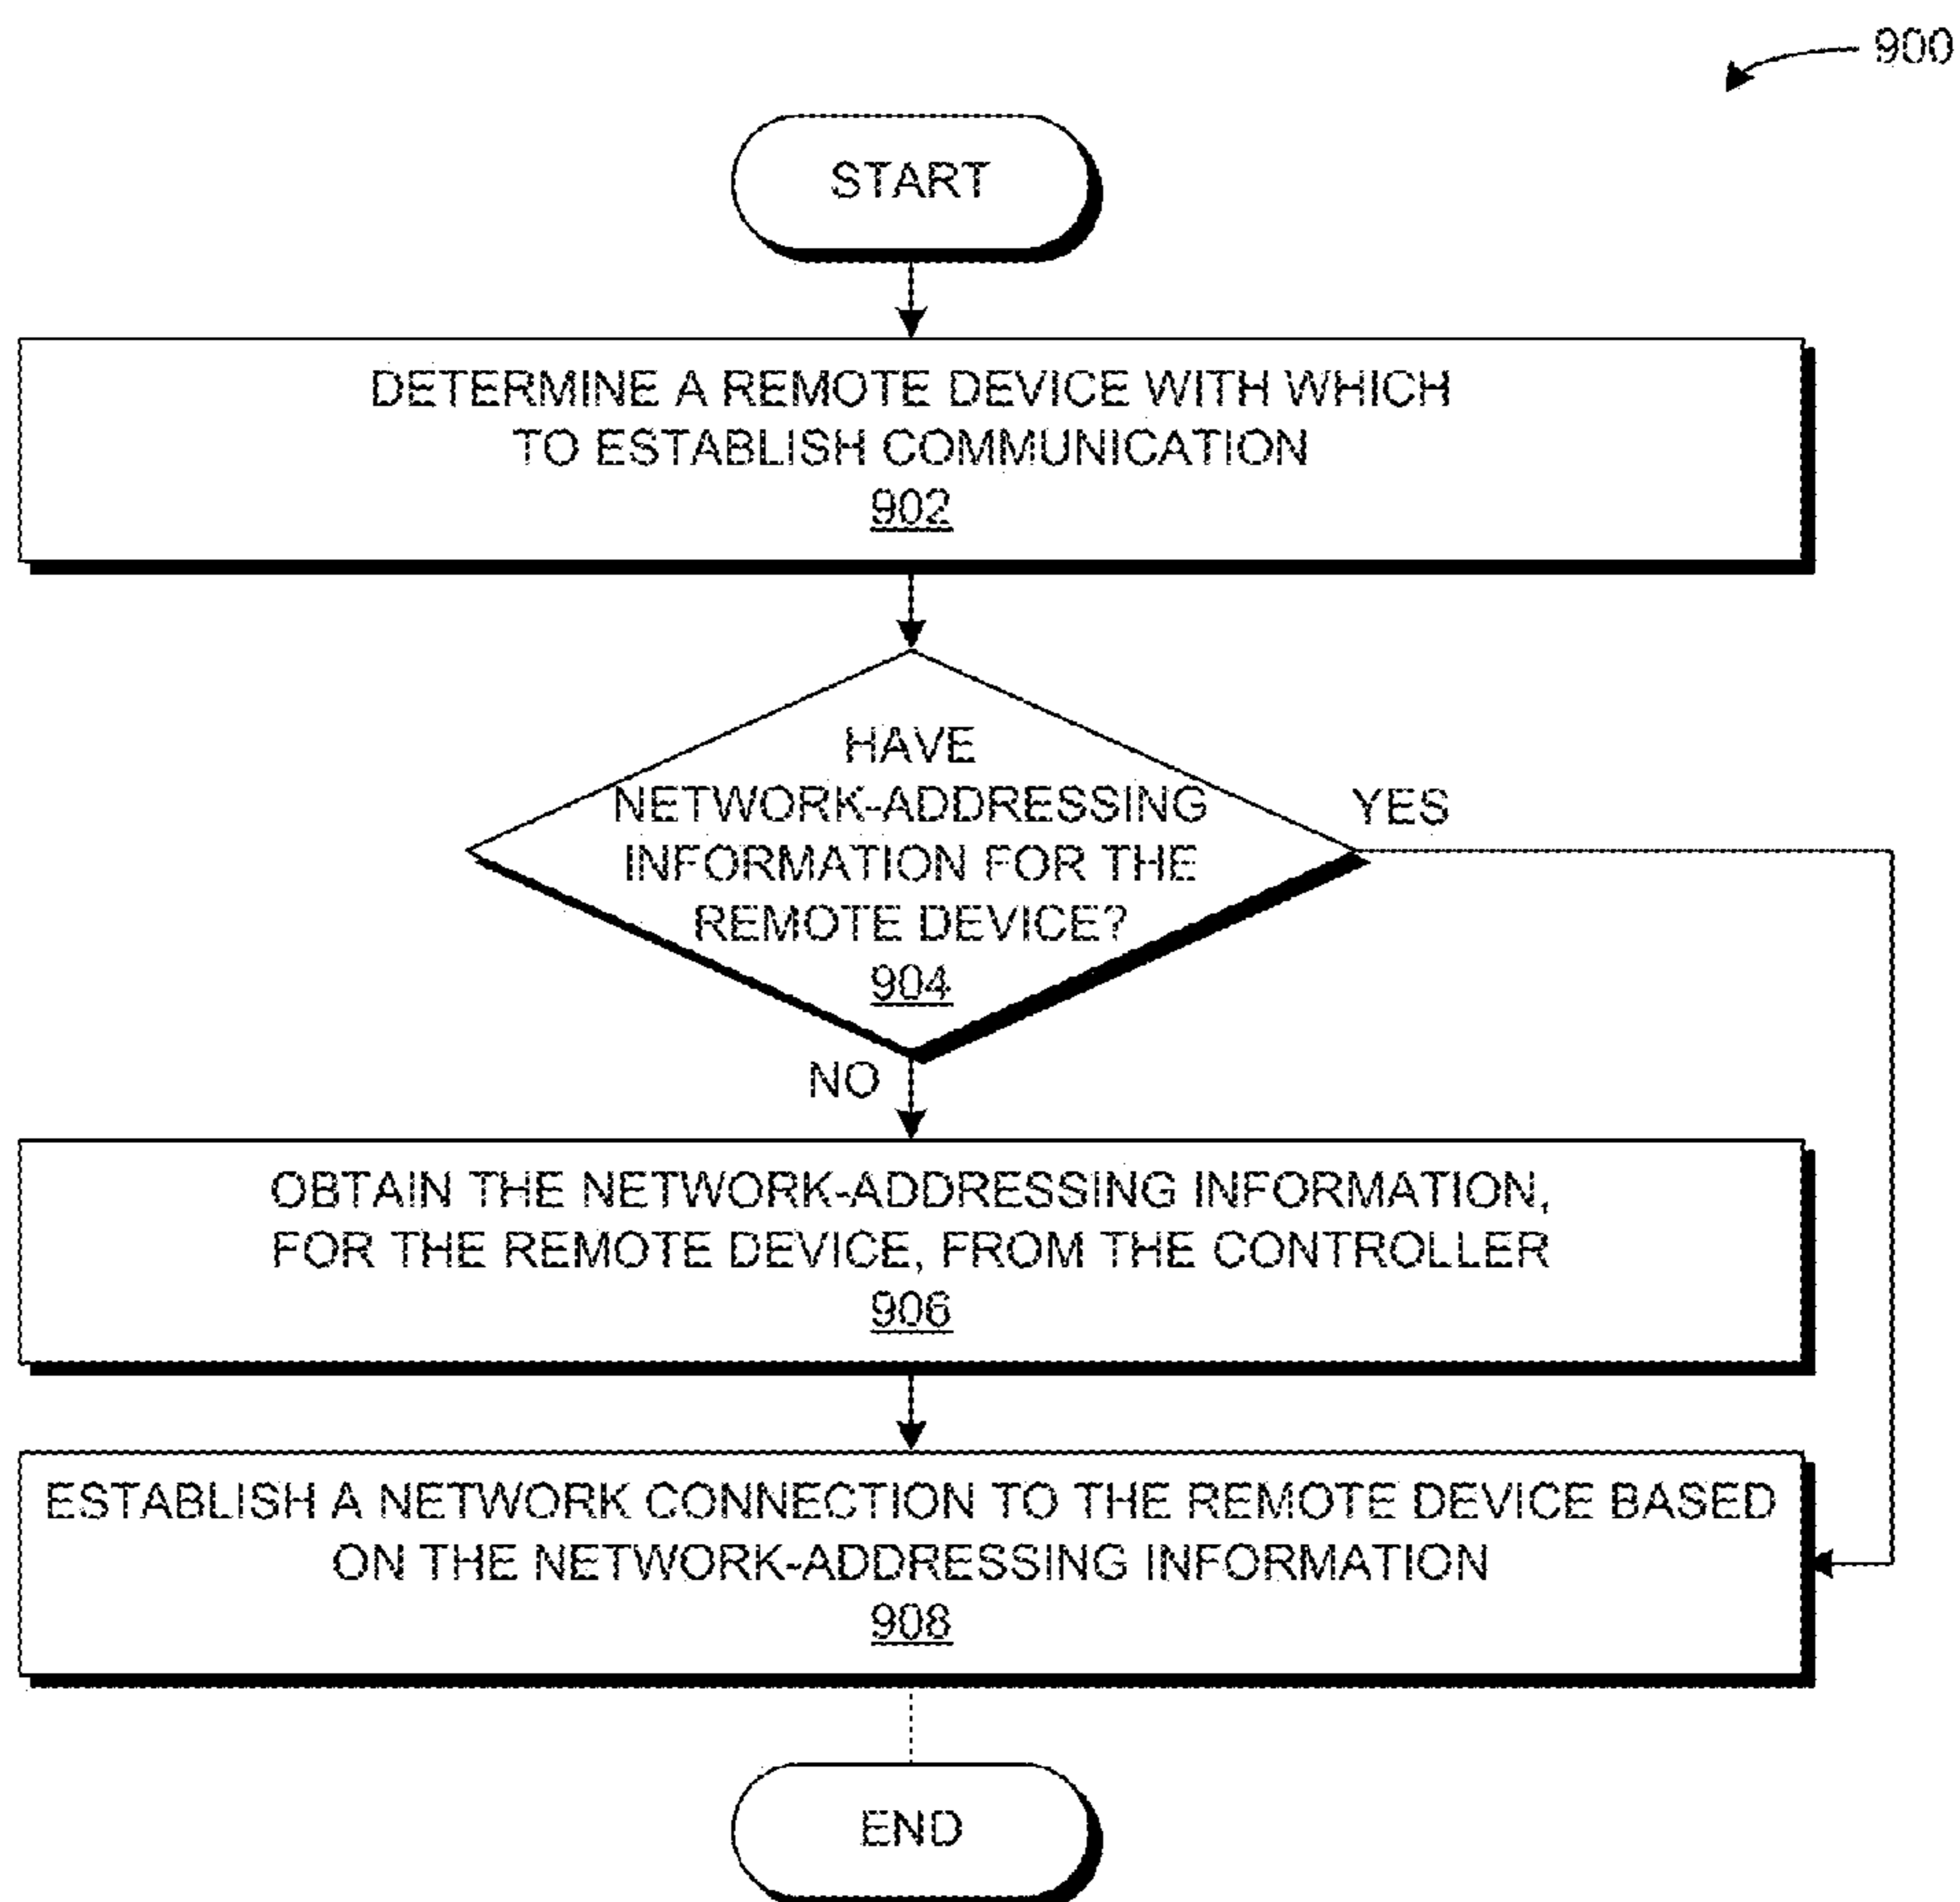 900
START
DETERMINE A REMOTE DEVICE WITH WHICH
TO ESTABLISH COMMUNICATION
902
HAVE
NETWORK-ADDRESSING
INFORMATION FOR THE
REMOTE DEVICE?
904
YES
NO
OBTAIN THE NETWORK-ADDRESSING INFORMATION,
FOR THE REMOTE DEVICE, FROM THE CONTROLLER
906
ESTABLISH A NETWORK CONNECTION TO THE REMOTE DEVICE BASED
ON THE NETWORK-ADDRESSING INFORMATION
908
END